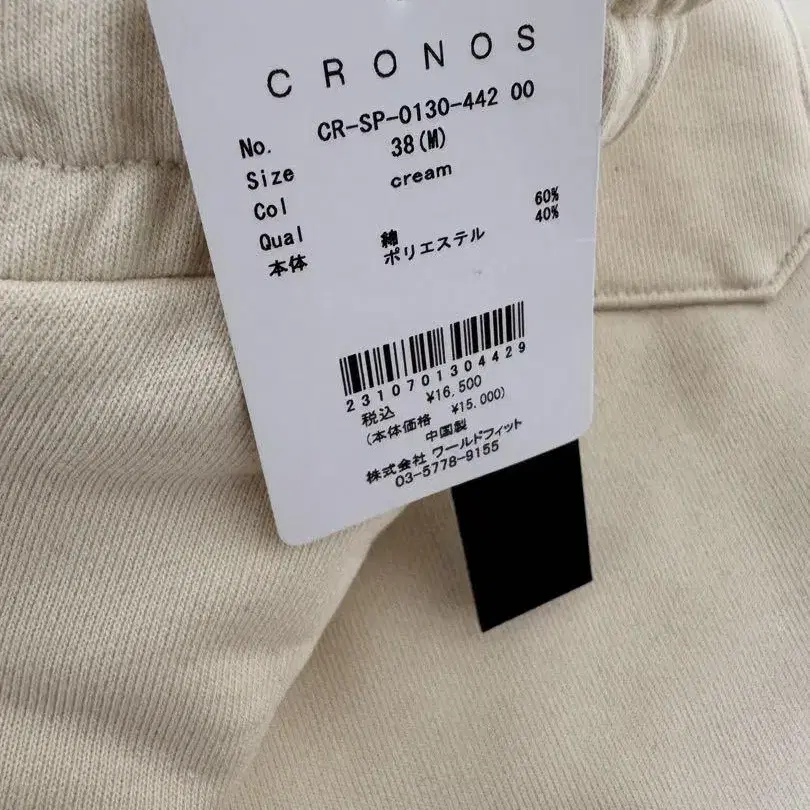 CRONOS
No. CR-SP-0130-442 00
Size 38(M)
Col cream
Qual
本体 綿 60%
ポリエステル 40%
2310701304429
税込 ¥16,500
(本体価格 ¥15,000)
中国製
株式会社 ワールドフィット
03-5778-9155